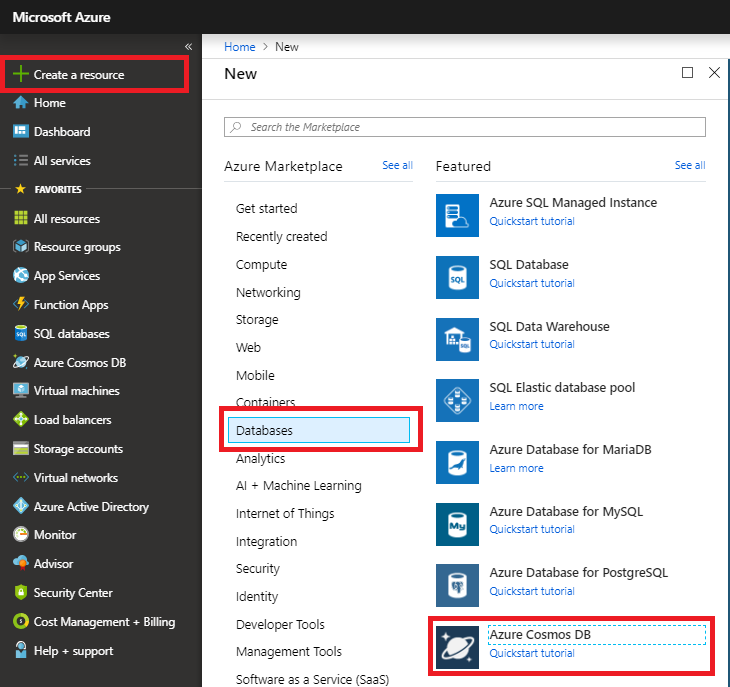 Microsoft Azure
«
Create a resource
Home
Dashboard
All services
FAVORITES
All resources
Resource groups
App Services
Function Apps
SQL databases
Azure Cosmos DB
Virtual machines
Load balancers
Storage accounts
Virtual networks
Azure Active Directory
Monitor
Advisor
Security Center
Cost Management + Billing
Help + support
Home > New
New
Search the Marketplace
Azure Marketplace See all
Get started
Recently created
Compute
Networking
Storage
Web
Mobile
Containers
Databases
Analytics
AI + Machine Learning
Internet of Things
Integration
Security
Identity
Developer Tools
Management Tools
Software as a Service (SaaS)
Featured See all
Azure SQL Managed Instance
Quickstart tutorial
SQL
SQL Database
Quickstart tutorial
SQL Data Warehouse
Quickstart tutorial
SQL Elastic database pool
Learn more
Azure Database for MariaDB
Learn more
My
Azure Database for MySQL
Quickstart tutorial
Azure Database for PostgreSQL
Quickstart tutorial
Azure Cosmos DB
Quickstart tutorial